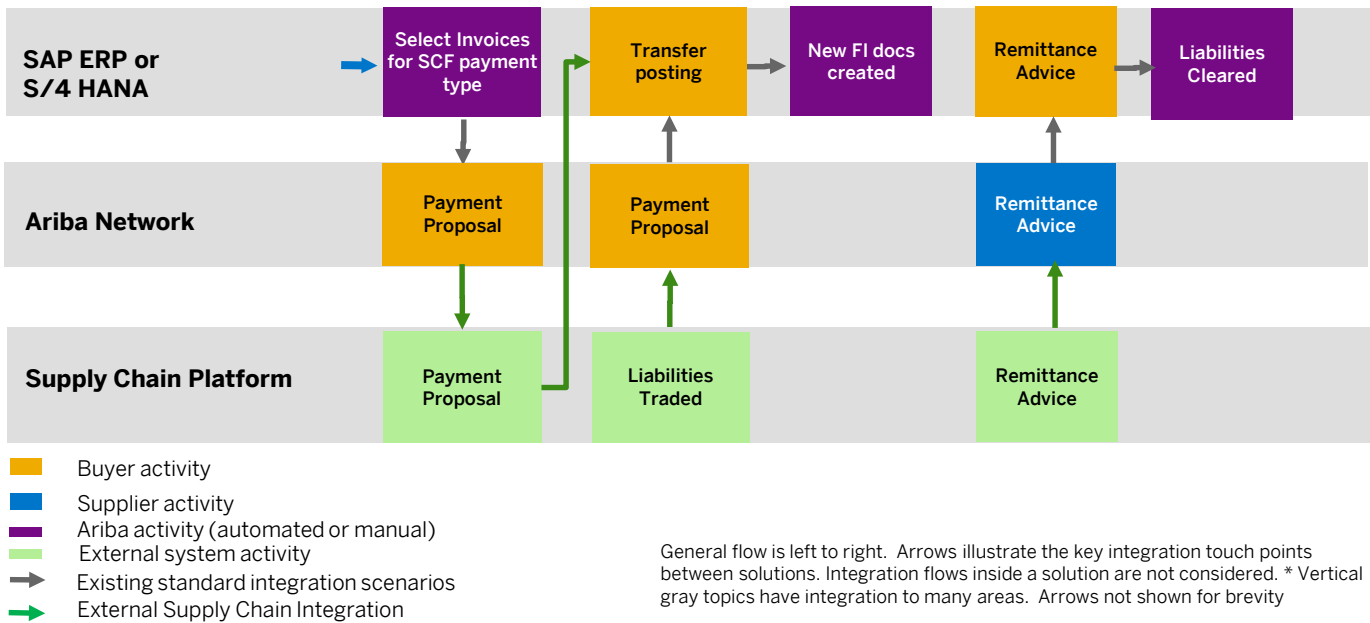 SAP ERP or
S/4 HANA
Select Invoices
for SCF payment
type
Transfer
posting
New FI docs
created
Remittance
Advice
Liabilities
Cleared
Ariba Network
Payment
Proposal
Payment
Proposal
Remittance
Advice
Supply Chain Platform
Payment
Proposal
Liabilities
Traded
Remittance
Advice
Buyer activity
Supplier activity
Ariba activity (automated or manual)
External system activity
Existing standard integration scenarios
External Supply Chain Integration
General flow is left to right. Arrows illustrate the key integration touch points
between solutions. Integration flows inside a solution are not considered. * Vertical
gray topics have integration to many areas. Arrows not shown for brevity